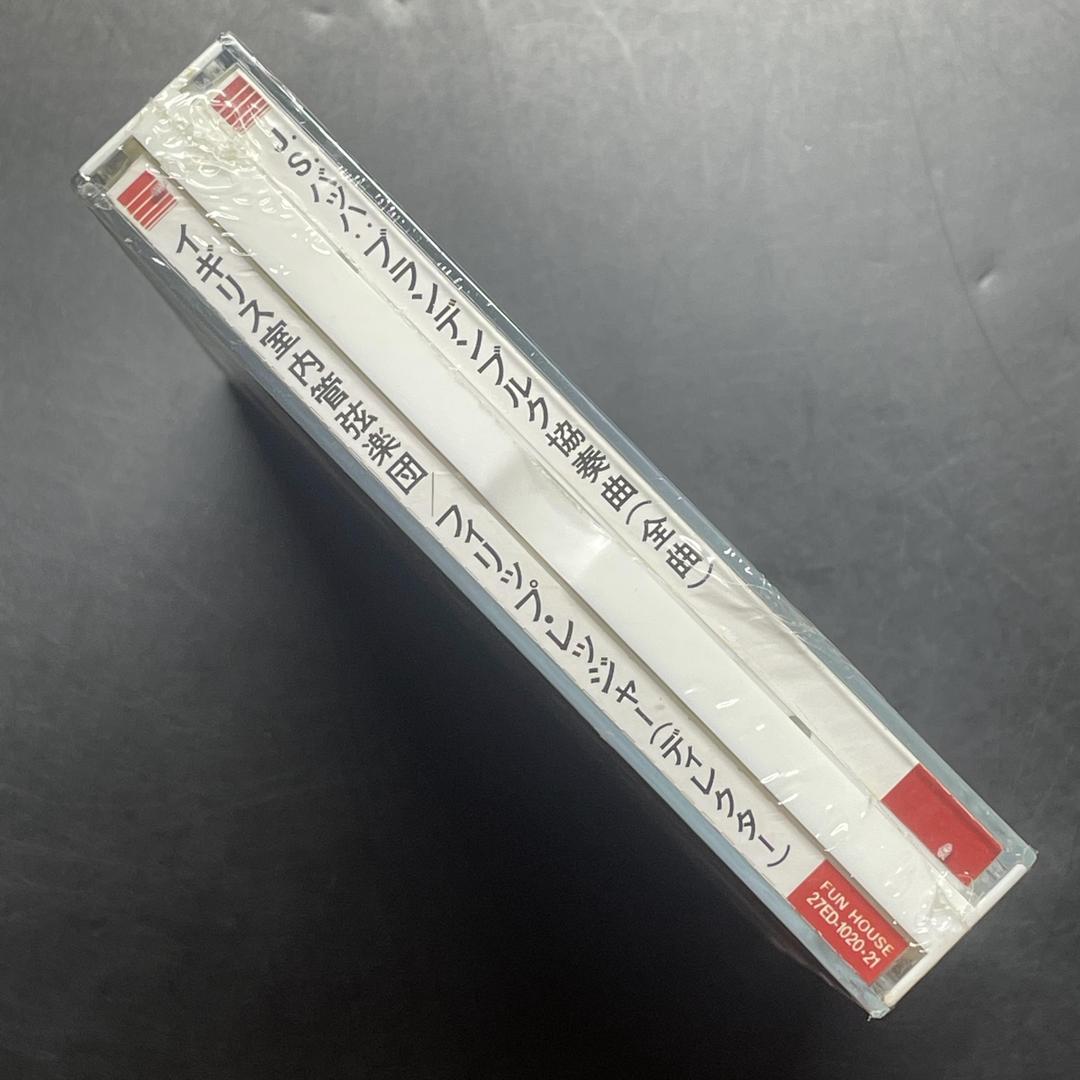 J.S.バッハ:ブランデンブルク協奏曲(全曲)
イギリス室内管弦楽団/フィリップ・レッジャー(ディレクター)
FUN HOUSE
27ED-1020・21